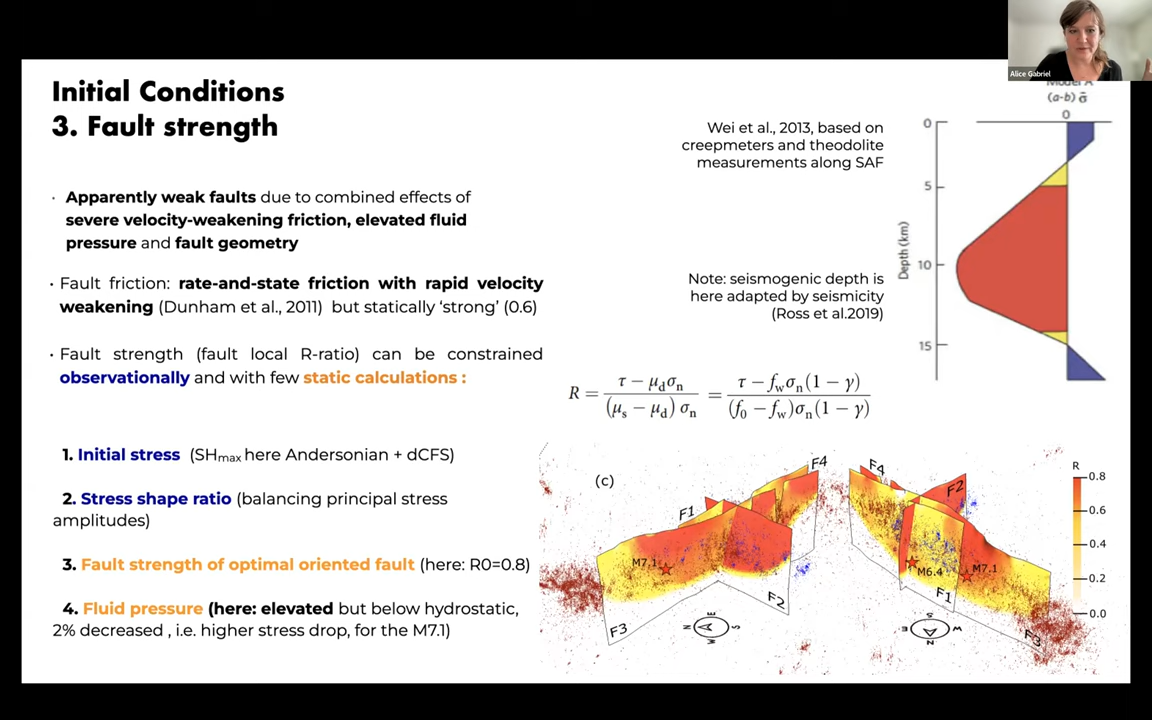 Alice Gabriel
Initial Conditions
3. Fault strength
· Apparently weak faults due to combined effects of
severe velocity-weakening friction, elevated fluid
pressure and fault geometry
· Fault friction: rate-and-state friction with rapid velocity
weakening (Dunham et al., 2011) but statically ‘strong’ (0.6)
· Fault strength (fault local R-ratio) can be constrained
observationally and with few static calculations :
1. Initial stress (SHmax here Andersonian + dCFS)
2. Stress shape ratio (balancing principal stress
amplitudes)
3. Fault strength of optimal oriented fault (here: R0=0.8)
4. Fluid pressure (here: elevated but below hydrostatic,
2% decreased , i.e. higher stress drop, for the M7.1)
Wei et al., 2013, based on
creepmeters and theodolite
measurements along SAF
Note: seismogenic depth is
here adapted by seismicity
(Ross et al.2019)
Model A
(a-b) σ̄
0
0
5
10
15
Depth (km)
R = (τ − μdσn) / ((μs − μd) σn) = (τ − fwσn(1 − γ)) / ((f0 − fw)σn(1 − γ))
(c)
F1
F4
M7.1
F2
F3
N E S W
F4
F2
M6.4
M7.1
F1
F3
E S W N
R
0.8
0.6
0.4
0.2
0.0